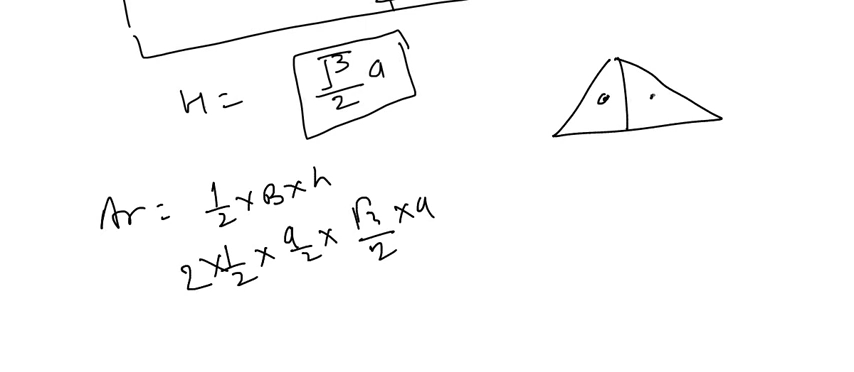 H = √3/2 a
Ar = 1/2 × B × h
2 × 1/2 × a/2 × √3/2 × a